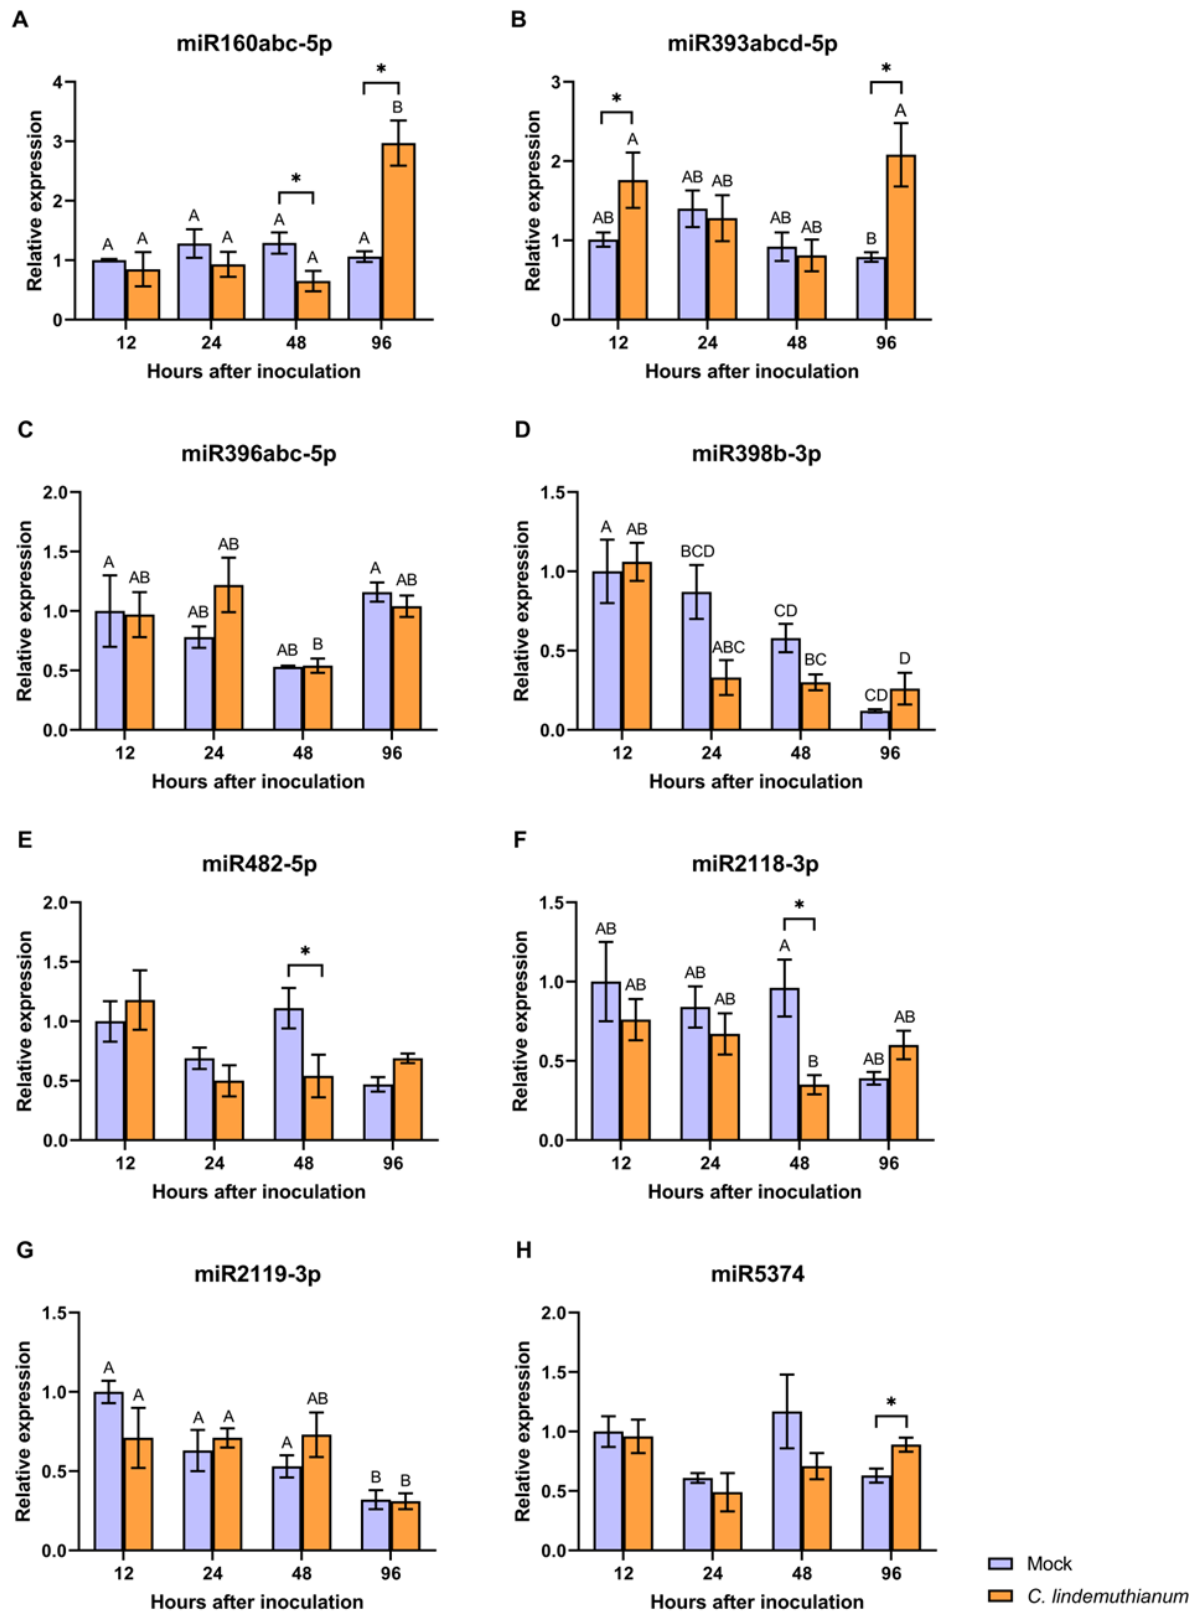 A
miR160abc-5p
Relative expression
4
3
2
1
0
A A A A A A A B
* *
12 24 48 96
Hours after inoculation
B
miR393abcd-5p
Relative expression
3
2
1
0
AB A AB AB AB AB B A
* *
12 24 48 96
Hours after inoculation
C
miR396abc-5p
Relative expression
2.0
1.5
1.0
0.5
0.0
A AB AB AB AB B A AB
12 24 48 96
Hours after inoculation
D
miR398b-3p
Relative expression
1.5
1.0
0.5
0.0
A AB BCD ABC CD BC CD D
12 24 48 96
Hours after inoculation
E
miR482-5p
Relative expression
2.0
1.5
1.0
0.5
0.0
*
12 24 48 96
Hours after inoculation
F
miR2118-3p
Relative expression
1.5
1.0
0.5
0.0
AB AB AB AB A B AB AB
*
12 24 48 96
Hours after inoculation
G
miR2119-3p
Relative expression
1.5
1.0
0.5
0.0
A A A A A AB B B
12 24 48 96
Hours after inoculation
H
miR5374
Relative expression
2.0
1.5
1.0
0.5
0.0
*
12 24 48 96
Hours after inoculation
Mock
C. lindemuthianum